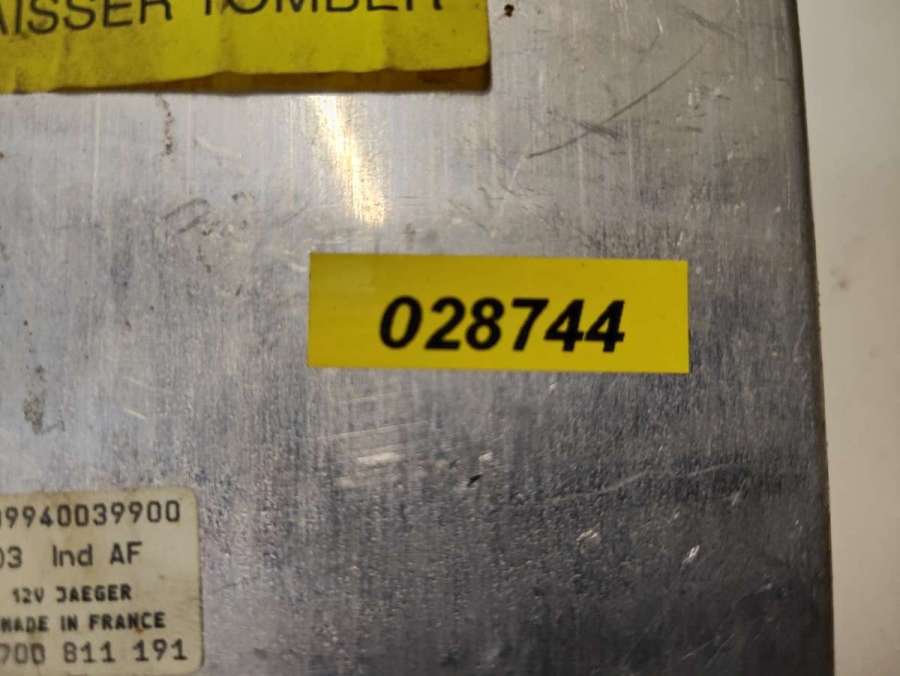 AISSER TOMBER
028744
09940039900
03 Ind AF
12V JAEGER
MADE IN FRANCE
700 811 191